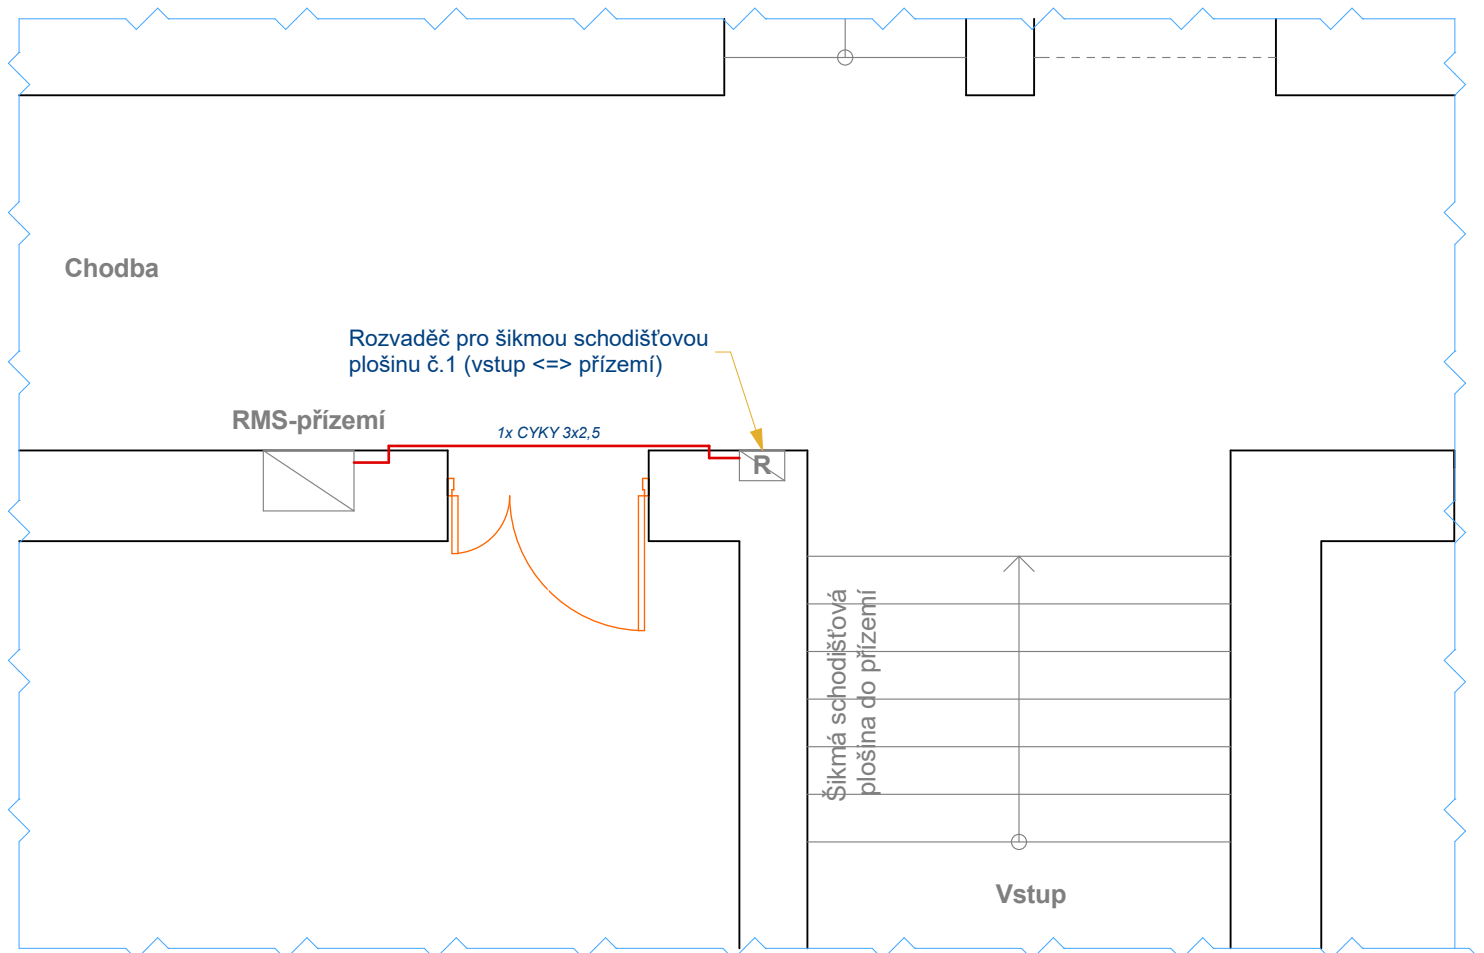 Chodba
Rozvaděč pro šikmou schodišťovou
plošinu č.1 (vstup <=> přízemí)
RMS-přízemí
1x CYKY 3x2,5
R
Šikmá schodišťová
plošina do přízemí
Vstup